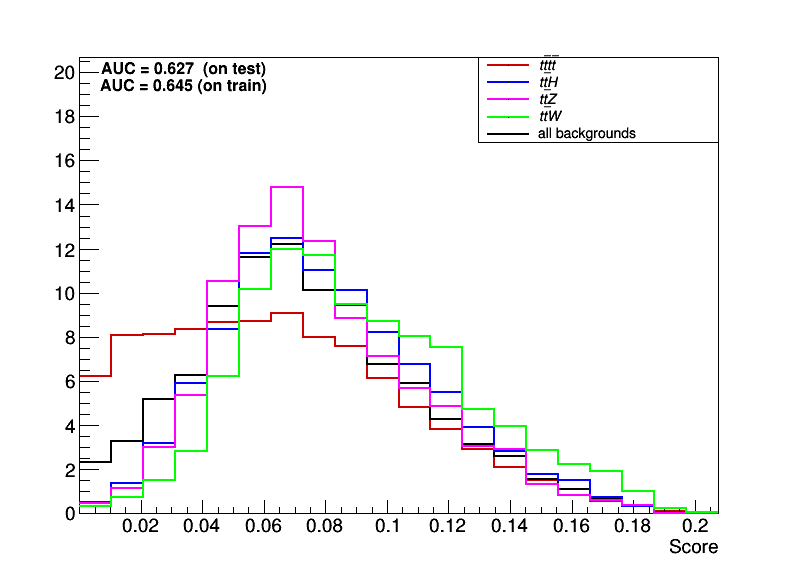 AUC = 0.627 (on test)
AUC = 0.645 (on train)
tt̄tt̄
tt̄H
tt̄Z
tt̄W
all backgrounds
20
18
16
14
12
10
8
6
4
2
0
0.02 0.04 0.06 0.08 0.1 0.12 0.14 0.16 0.18 0.2
Score